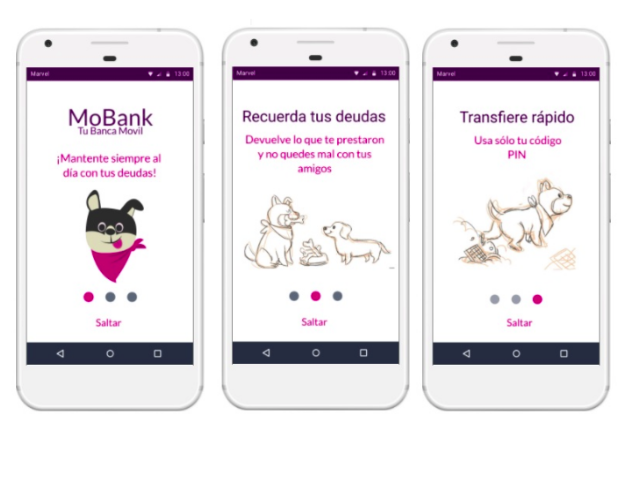 Marvel 13:00
MoBank
Tu Banca Movil
¡Mantente siempre al
día con tus deudas!
Saltar
Marvel 13:00
Recuerda tus deudas
Devuelve lo que te prestaron
y no quedes mal con tus
amigos
Saltar
Marvel 13:00
Transfiere rápido
Usa sólo tu código
PIN
Saltar